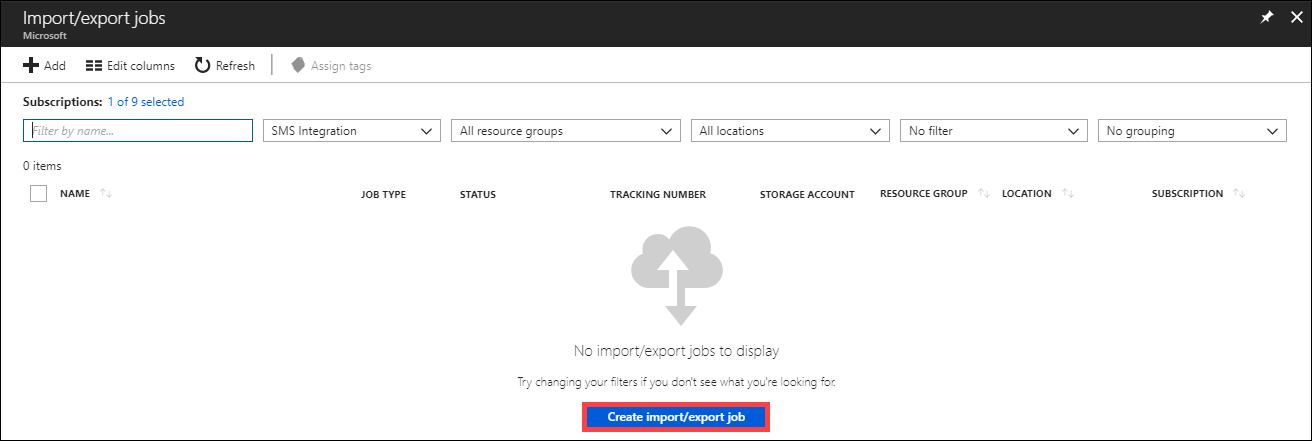 Import/export jobs
Microsoft
Add Edit columns Refresh Assign tags
Subscriptions: 1 of 9 selected
Filter by name... SMS Integration All resource groups All locations No filter No grouping
0 items
NAME JOB TYPE STATUS TRACKING NUMBER STORAGE ACCOUNT RESOURCE GROUP LOCATION SUBSCRIPTION
No import/export jobs to display
Try changing your filters if you don't see what you're looking for.
Create import/export job